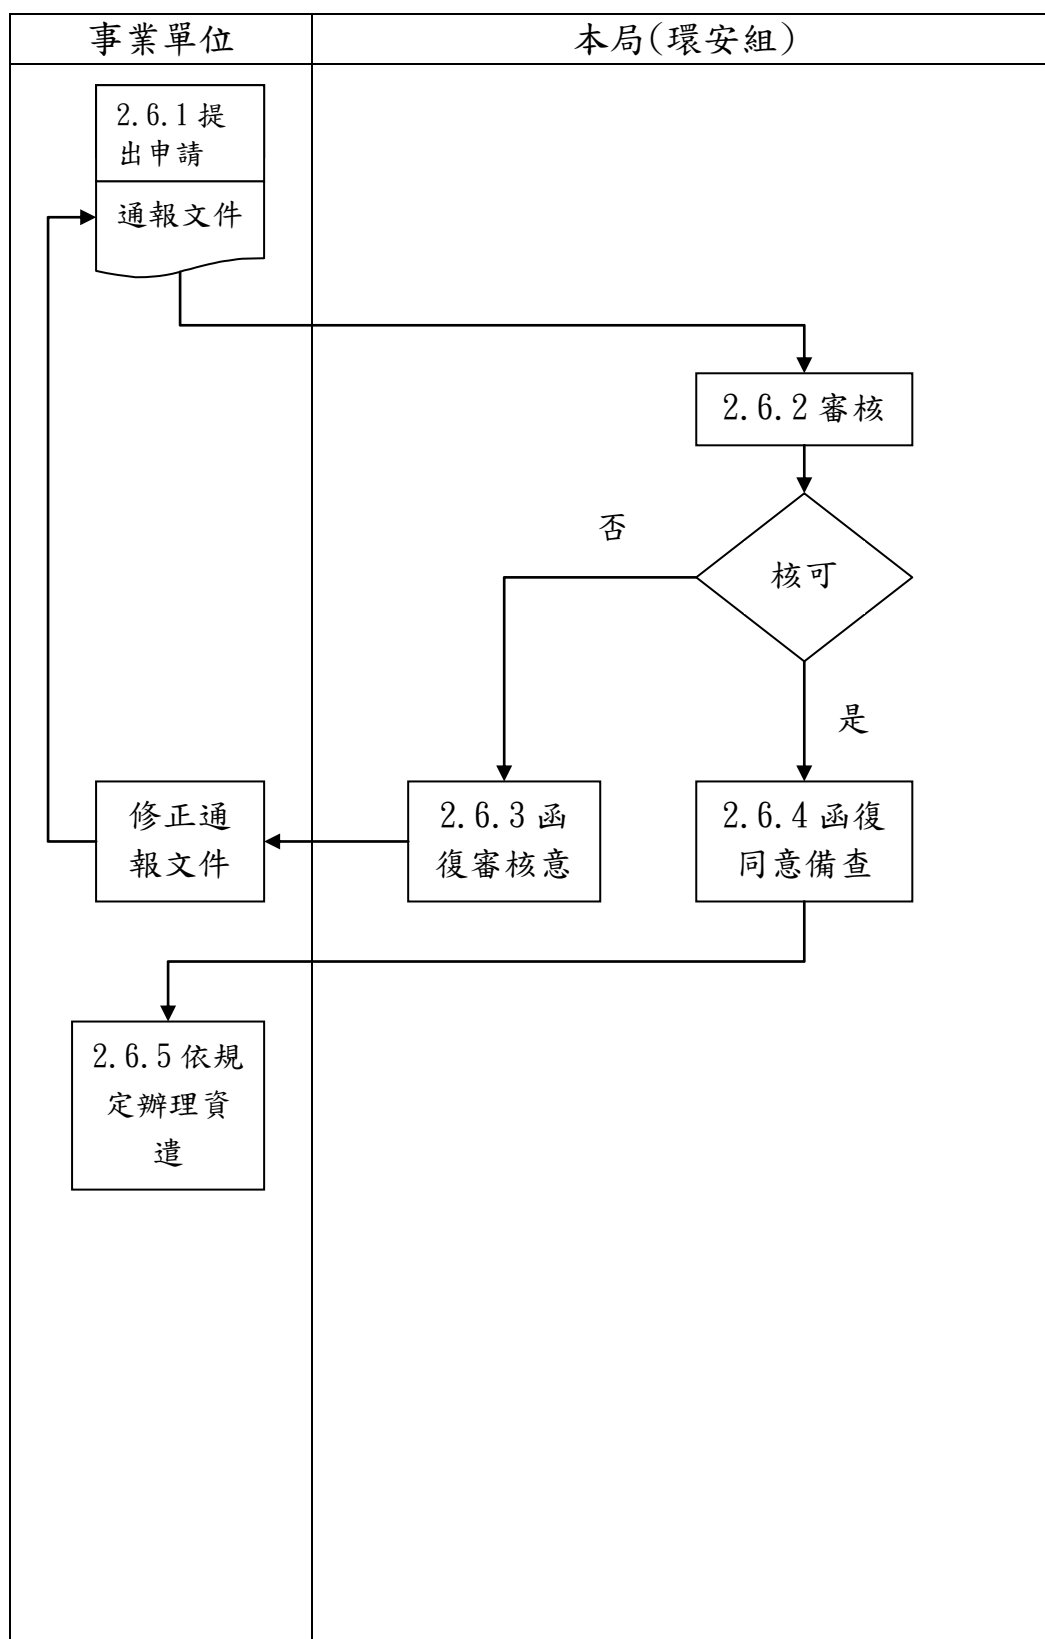 事業單位
本局(環安組)
2.6.1 提
出申請
通報文件
2.6.2 審核
否
核可
是
修正通
報文件
2.6.3 函
復審核意
2.6.4 函復
同意備查
2.6.5 依規
定辦理資
遣